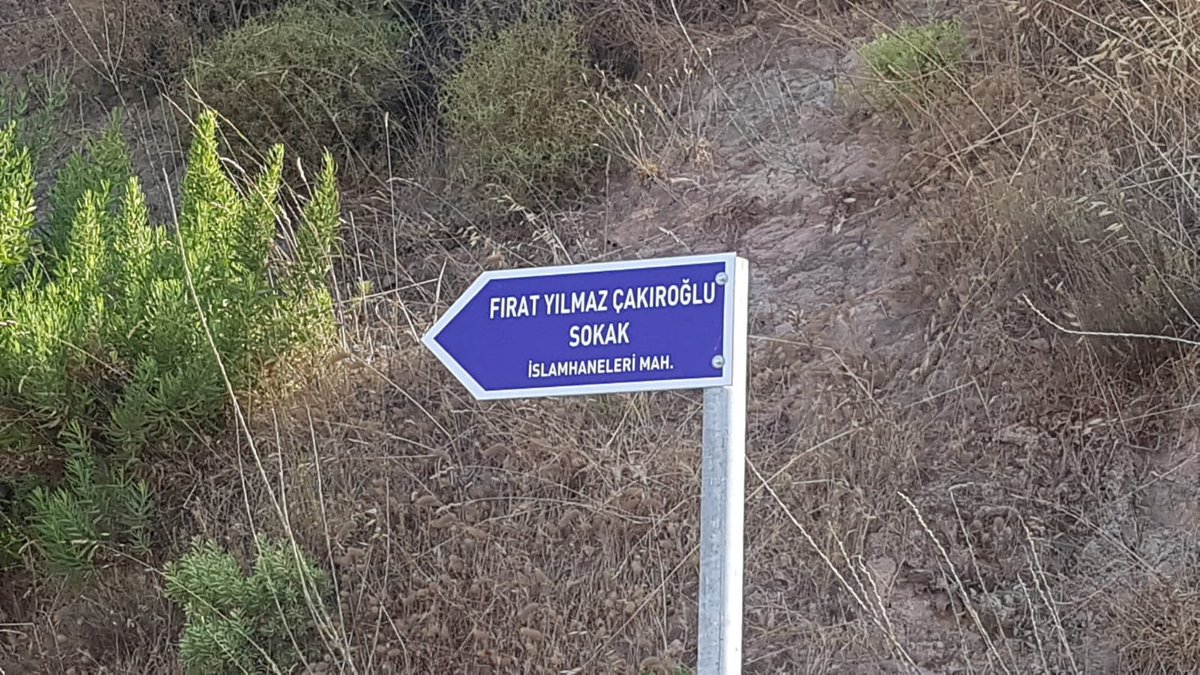 FIRAT YILMAZ ÇAKIROĞLU
SOKAK
İSLAMHANELERİ MAH.